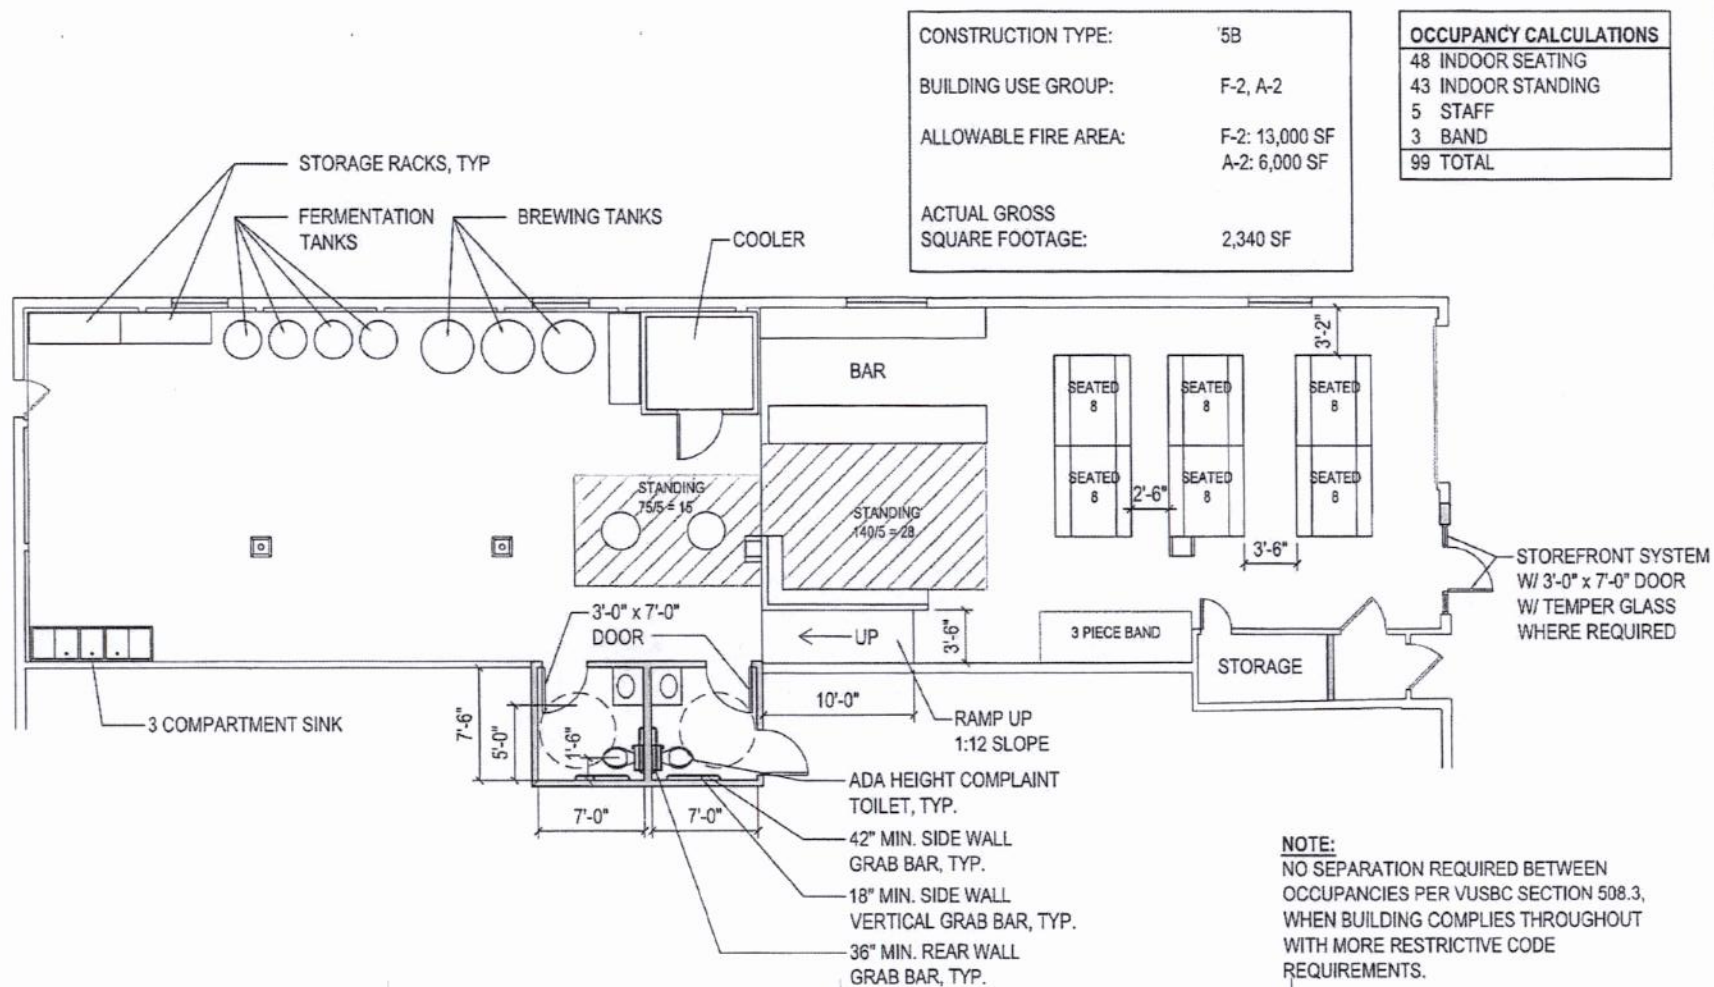 CONSTRUCTION TYPE: 5B
BUILDING USE GROUP: F-2, A-2
ALLOWABLE FIRE AREA: F-2: 13,000 SF
A-2: 6,000 SF
ACTUAL GROSS
SQUARE FOOTAGE: 2,340 SF
OCCUPANCY CALCULATIONS
48 INDOOR SEATING
43 INDOOR STANDING
5 STAFF
3 BAND
99 TOTAL
STORAGE RACKS, TYP
FERMENTATION
TANKS
BREWING TANKS
COOLER
BAR
3'-2"
SEATED
8
SEATED
8
SEATED
8
SEATED
8
SEATED
8
SEATED
8
2'-6"
3'-6"
STANDING
75/5 = 15
STANDING
140/5 = 28
STOREFRONT SYSTEM
W/ 3'-0" x 7'-0" DOOR
W/ TEMPER GLASS
WHERE REQUIRED
3'-0" x 7'-0"
DOOR
UP
3'-6"
3 PIECE BAND
STORAGE
10'-0"
3 COMPARTMENT SINK
7'-6"
5'-0"
1'-6"
7'-0"
7'-0"
RAMP UP
1:12 SLOPE
ADA HEIGHT COMPLAINT
TOILET, TYP.
42" MIN. SIDE WALL
GRAB BAR, TYP.
18" MIN. SIDE WALL
VERTICAL GRAB BAR, TYP.
36" MIN. REAR WALL
GRAB BAR, TYP.
NOTE:
NO SEPARATION REQUIRED BETWEEN
OCCUPANCIES PER VUSBC SECTION 508.3,
WHEN BUILDING COMPLIES THROUGHOUT
WITH MORE RESTRICTIVE CODE
REQUIREMENTS.